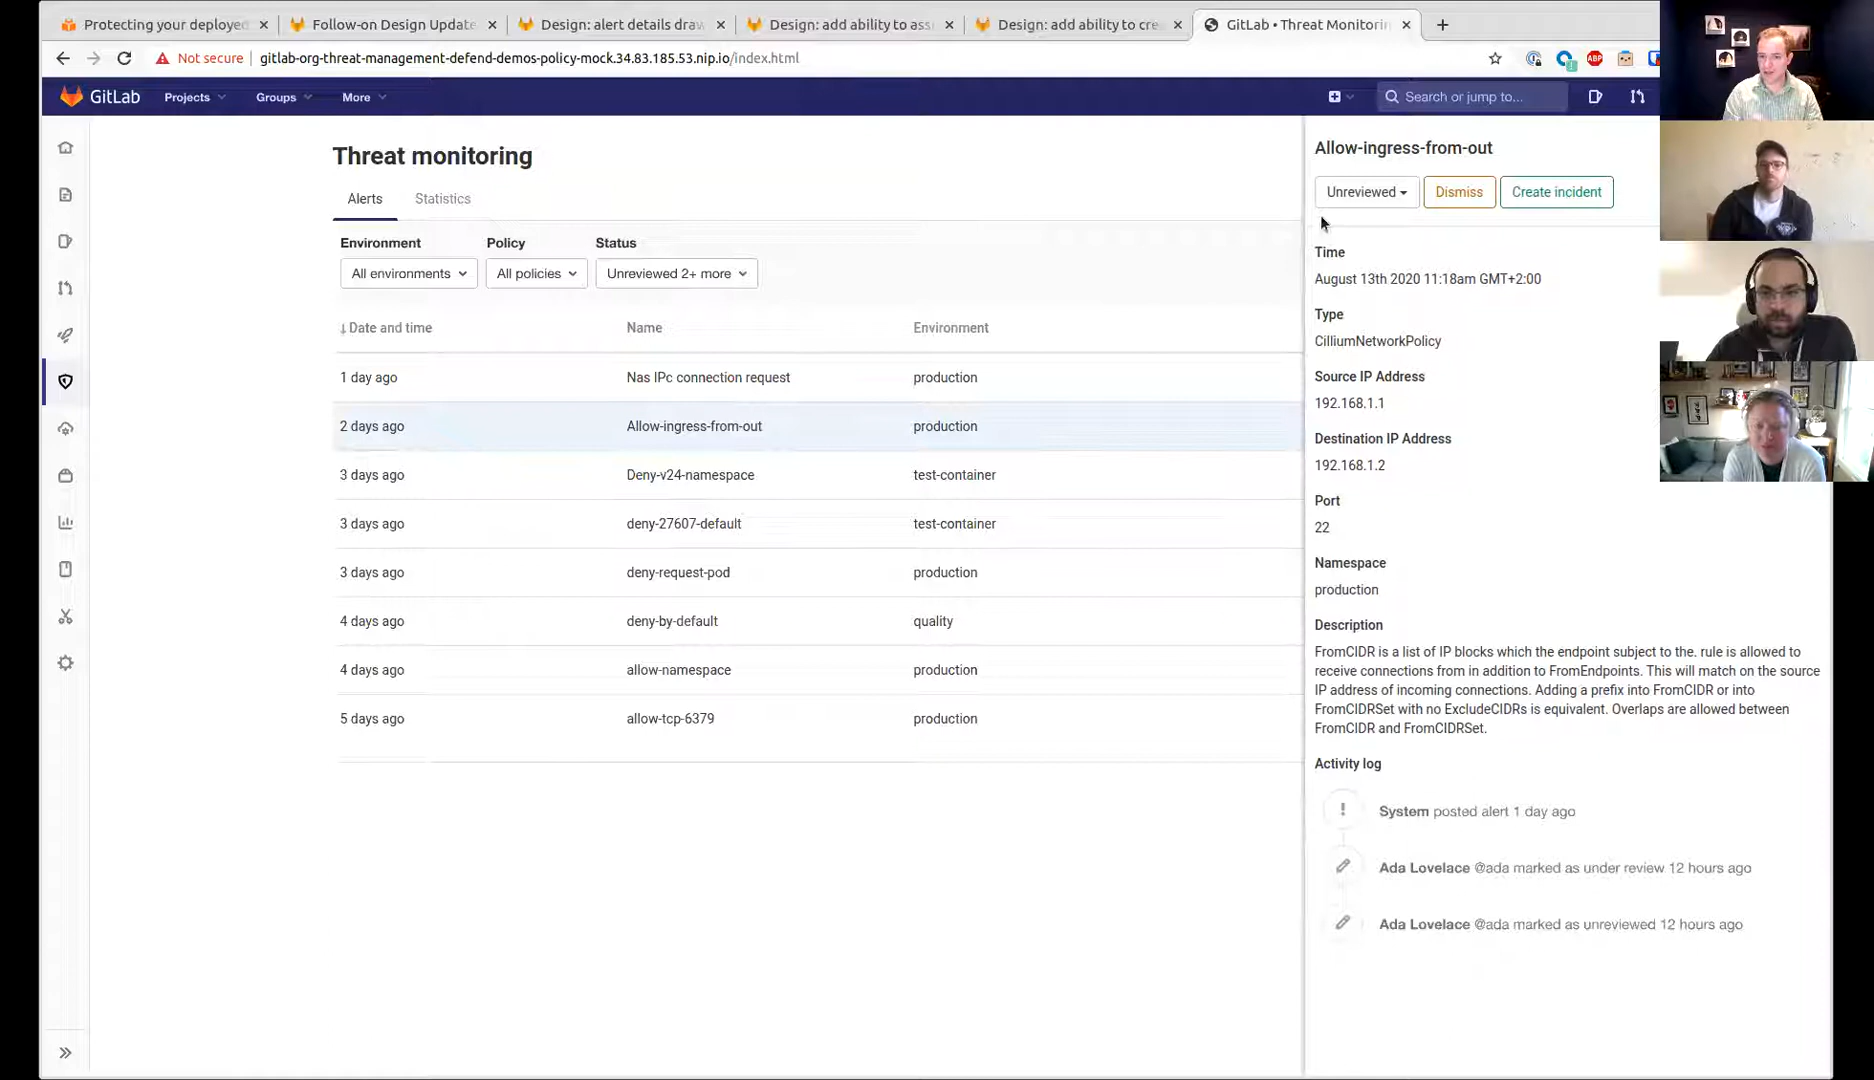 Protecting your deployed
Follow-on Design Update
Design: alert details draw
Design: add ability to ass
Design: add ability to cre
GitLab • Threat Monitorin
Not secure
gitlab-org-threat-management-defend-demos-policy-mock.34.83.185.53.nip.io/index.html
ABP
GitLab
Projects
Groups
More
Search or jump to...
Threat monitoring
Alerts
Statistics
Environment
Policy
Status
All environments
All policies
Unreviewed 2+ more
Date and time
Name
Environment
1 day ago
Nas IPc connection request
production
2 days ago
Allow-ingress-from-out
production
3 days ago
Deny-v24-namespace
test-container
3 days ago
deny-27607-default
test-container
3 days ago
deny-request-pod
production
4 days ago
deny-by-default
quality
4 days ago
allow-namespace
production
5 days ago
allow-tcp-6379
production
Allow-ingress-from-out
Unreviewed
Dismiss
Create incident
Time
August 13th 2020 11:18am GMT+2:00
Type
CilliumNetworkPolicy
Source IP Address
192.168.1.1
Destination IP Address
192.168.1.2
Port
22
Namespace
production
Description
FromCIDR is a list of IP blocks which the endpoint subject to the. rule is allowed to
receive connections from in addition to FromEndpoints. This will match on the source
IP address of incoming connections. Adding a prefix into FromCIDR or into
FromCIDRSet with no ExcludeCIDRs is equivalent. Overlaps are allowed between
FromCIDR and FromCIDRSet.
Activity log
System posted alert 1 day ago
Ada Lovelace @ada marked as under review 12 hours ago
Ada Lovelace @ada marked as unreviewed 12 hours ago